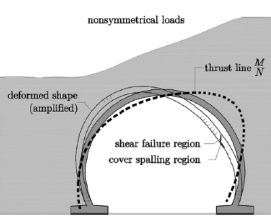 nonsymmetrical loads
thrust line M/N
deformed shape
(amplified)
shear failure region
cover spalling region